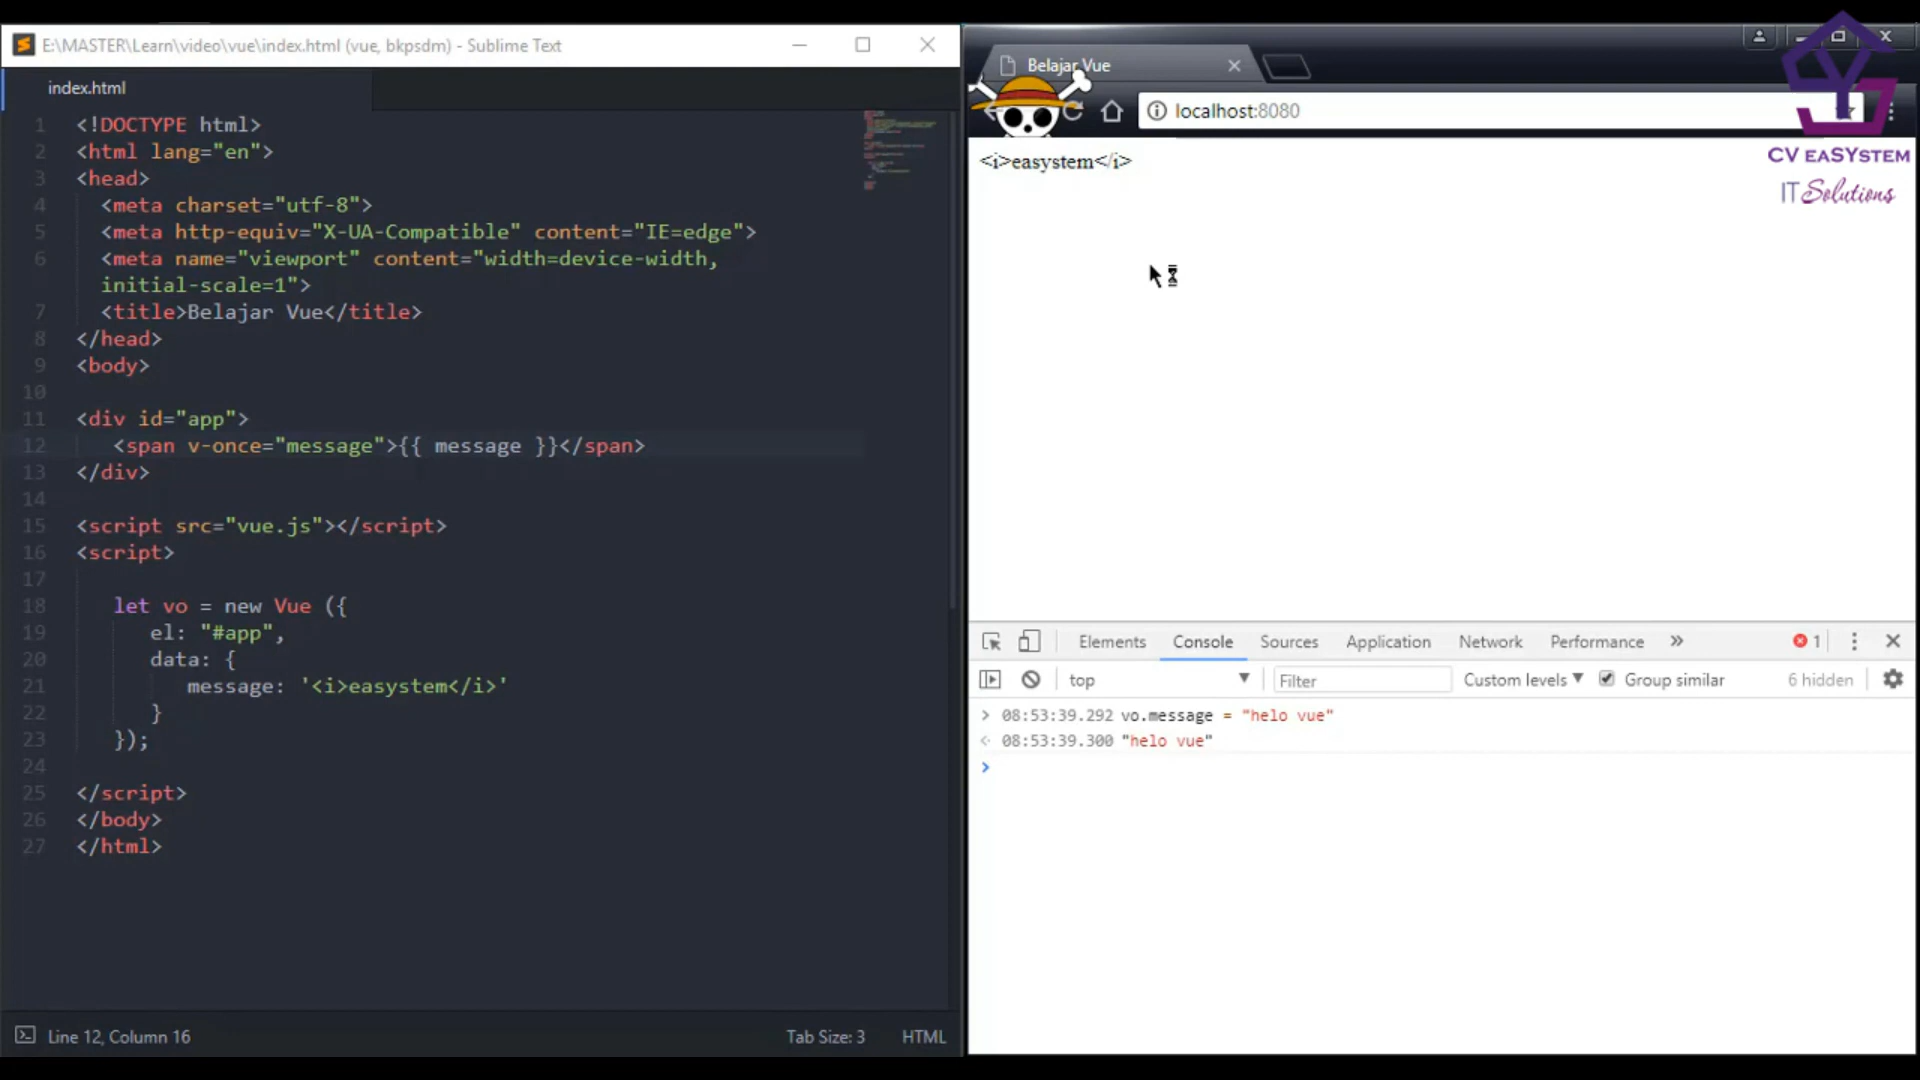 E:\MASTER\Learn\video\vue\index.html (vue, bkpsdm) - Sublime Text
index.html
1 <!DOCTYPE html>
2 <html lang="en">
3 <head>
4 <meta charset="utf-8">
5 <meta http-equiv="X-UA-Compatible" content="IE=edge">
6 <meta name="viewport" content="width=device-width,
initial-scale=1">
7 <title>Belajar Vue</title>
8 </head>
9 <body>
10
11 <div id="app">
12 <span v-once="message">{{ message }}</span>
13 </div>
14
15 <script src="vue.js"></script>
16 <script>
17
18 let vo = new Vue ({
19 el: "#app",
20 data: {
21 message: '<i>easystem</i>'
22 }
23 });
24
25 </script>
26 </body>
27 </html>
Line 12, Column 16
Tab Size: 3
HTML
Belajar Vue
localhost:8080
CV eaSYstem
IT Solutions
<i>easystem</i>
Elements Console Sources Application Network Performance » 1
top Filter Custom levels Group similar 6 hidden
> 08:53:39.292 vo.message = "helo vue"
08:53:39.300 "helo vue"
>